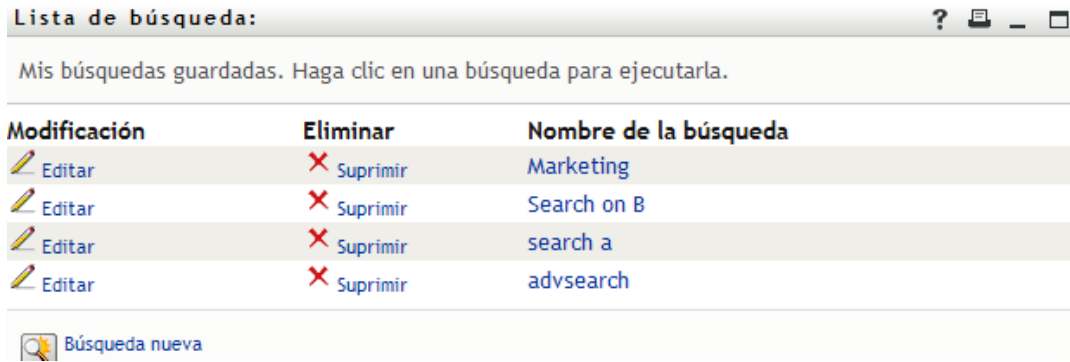 Lista de búsqueda:
Mis búsquedas guardadas. Haga clic en una búsqueda para ejecutarla.
Modificación Eliminar Nombre de la búsqueda
Editar Suprimir Marketing
Editar Suprimir Search on B
Editar Suprimir search a
Editar Suprimir advsearch
Búsqueda nueva